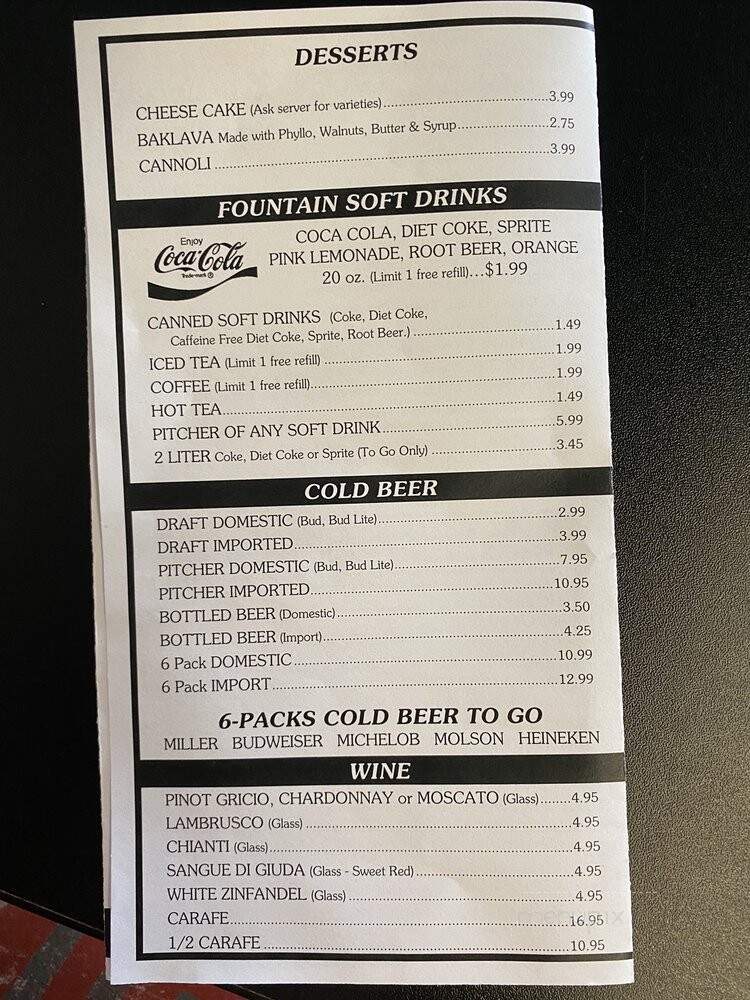 DESSERTS
CHEESE CAKE (Ask server for varieties)....3.99
BAKLAVA Made with Phyllo, Walnuts, Butter & Syrup....2.75
CANNOLI....3.99
FOUNTAIN SOFT DRINKS
Enjoy
Coca-Cola
Trade-mark ®
COCA COLA, DIET COKE, SPRITE
PINK LEMONADE, ROOT BEER, ORANGE
20 oz. (Limit 1 free refill)...$1.99
CANNED SOFT DRINKS (Coke, Diet Coke,
Caffeine Free Diet Coke, Sprite, Root Beer.)....1.49
ICED TEA (Limit 1 free refill)....1.99
COFFEE (Limit 1 free refill)....1.99
HOT TEA....1.49
PITCHER OF ANY SOFT DRINK....5.99
2 LITER Coke, Diet Coke or Sprite (To Go Only)....3.45
COLD BEER
DRAFT DOMESTIC (Bud, Bud Lite)....2.99
DRAFT IMPORTED....3.99
PITCHER DOMESTIC (Bud, Bud Lite)....7.95
PITCHER IMPORTED....10.95
BOTTLED BEER (Domestic)....3.50
BOTTLED BEER (Import)....4.25
6 Pack DOMESTIC....10.99
6 Pack IMPORT....12.99
6-PACKS COLD BEER TO GO
MILLER BUDWEISER MICHELOB MOLSON HEINEKEN
WINE
PINOT GRICIO, CHARDONNAY or MOSCATO (Glass)....4.95
LAMBRUSCO (Glass)....4.95
CHIANTI (Glass)....4.95
SANGUE DI GIUDA (Glass - Sweet Red)....4.95
WHITE ZINFANDEL (Glass)....4.95
CARAFE....16.95
1/2 CARAFE....10.95